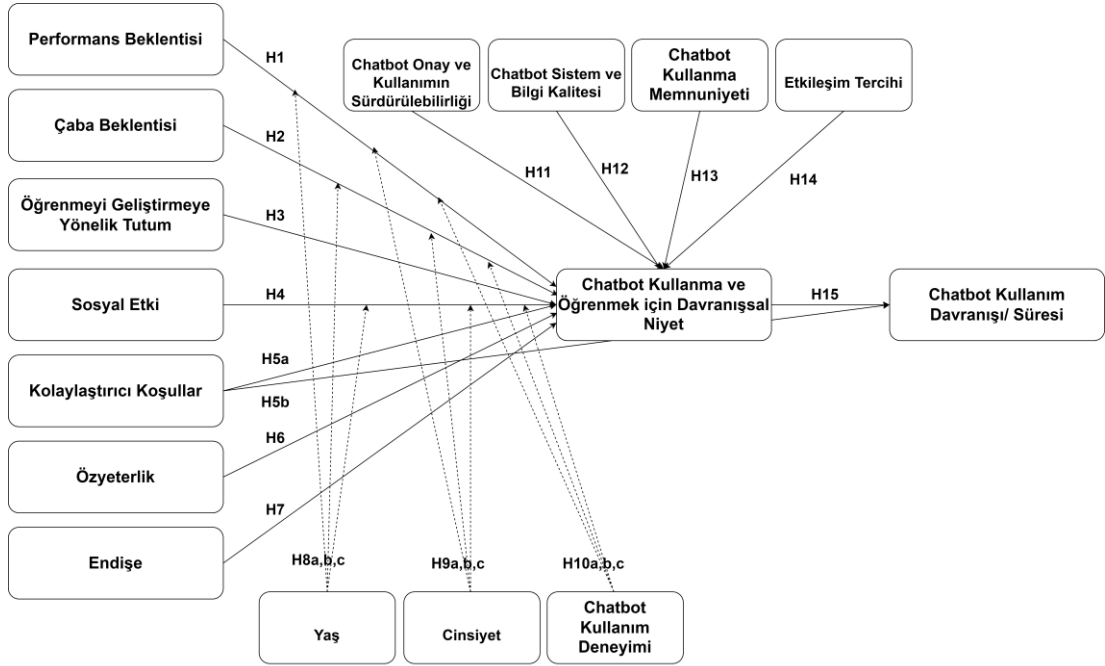 Performans Beklentisi
H1
Chatbot Onay ve
Kullanımın
Sürdürülebilirliği
Chatbot Sistem ve
Bilgi Kalitesi
Chatbot
Kullanma
Memnuniyeti
Etkileşim Tercihi
Çaba Beklentisi
H2
H11
H12
H13
H14
Öğrenmeyi Geliştirmeye
Yönelik Tutum
H3
Sosyal Etki
H4
Chatbot Kullanma ve
Öğrenmek için Davranışsal
Niyet
H15
Chatbot Kullanım
Davranışı/ Süresi
Kolaylaştırıcı Koşullar
H5a
H5b
Özyeterlik
H6
Endişe
H7
H8a,b,c
H9a,b,c
H10a,b,c
Yaş
Cinsiyet
Chatbot
Kullanım
Deneyimi